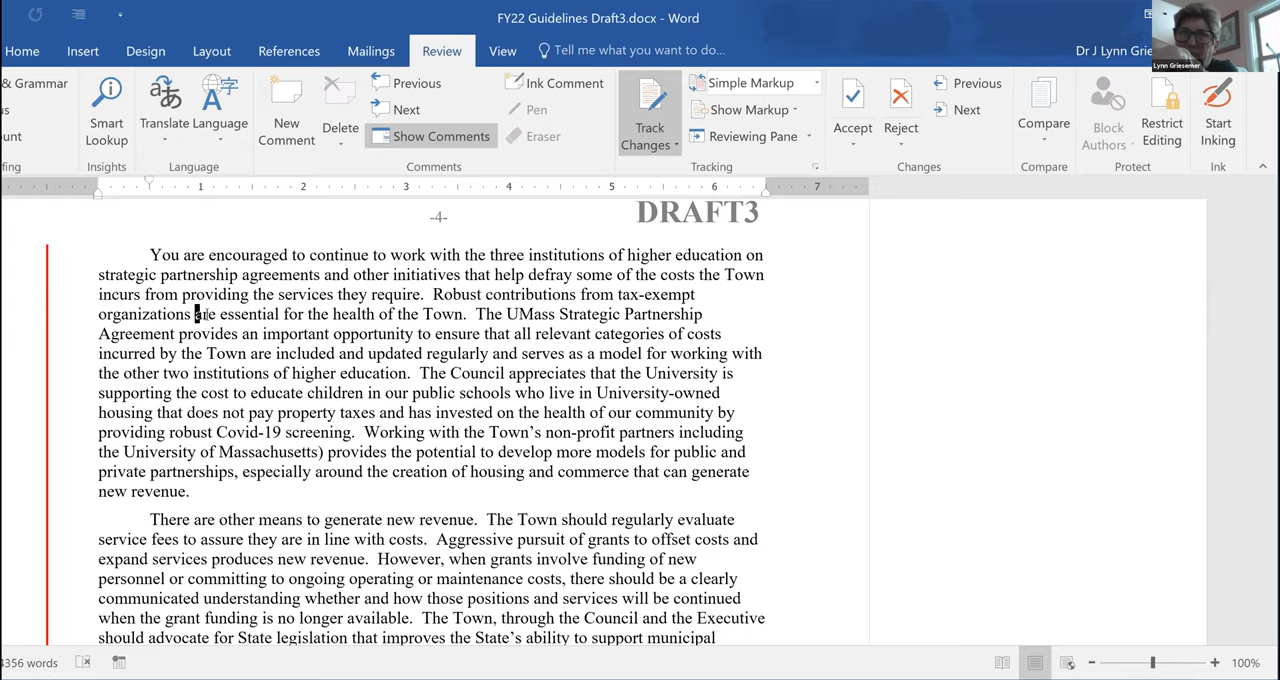 FY22 Guidelines Draft3.docx - Word
Dr J Lynn Grie
Lynn Griesemer
Home Insert Design Layout References Mailings Review View Tell me what you want to do...
& Grammar
us
ount
fing
Smart Lookup
Insights
Translate Language
Language
New Comment
Delete
Previous
Next
Show Comments
Comments
Ink Comment
Pen
Eraser
Track Changes
Simple Markup
Show Markup
Reviewing Pane
Tracking
Accept
Reject
Previous
Next
Changes
Compare
Compare
Block Authors
Restrict Editing
Protect
Start Inking
Ink
1 2 3 4 5 6 7
-4- DRAFT3
You are encouraged to continue to work with the three institutions of higher education on
strategic partnership agreements and other initiatives that help defray some of the costs the Town
incurs from providing the services they require. Robust contributions from tax-exempt
organizations are essential for the health of the Town. The UMass Strategic Partnership
Agreement provides an important opportunity to ensure that all relevant categories of costs
incurred by the Town are included and updated regularly and serves as a model for working with
the other two institutions of higher education. The Council appreciates that the University is
supporting the cost to educate children in our public schools who live in University-owned
housing that does not pay property taxes and has invested on the health of our community by
providing robust Covid-19 screening. Working with the Town's non-profit partners including
the University of Massachusetts) provides the potential to develop more models for public and
private partnerships, especially around the creation of housing and commerce that can generate
new revenue.
There are other means to generate new revenue. The Town should regularly evaluate
service fees to assure they are in line with costs. Aggressive pursuit of grants to offset costs and
expand services produces new revenue. However, when grants involve funding of new
personnel or committing to ongoing operating or maintenance costs, there should be a clearly
communicated understanding whether and how those positions and services will be continued
when the grant funding is no longer available. The Town, through the Council and the Executive
should advocate for State legislation that improves the State's ability to support municipal
4356 words
100%